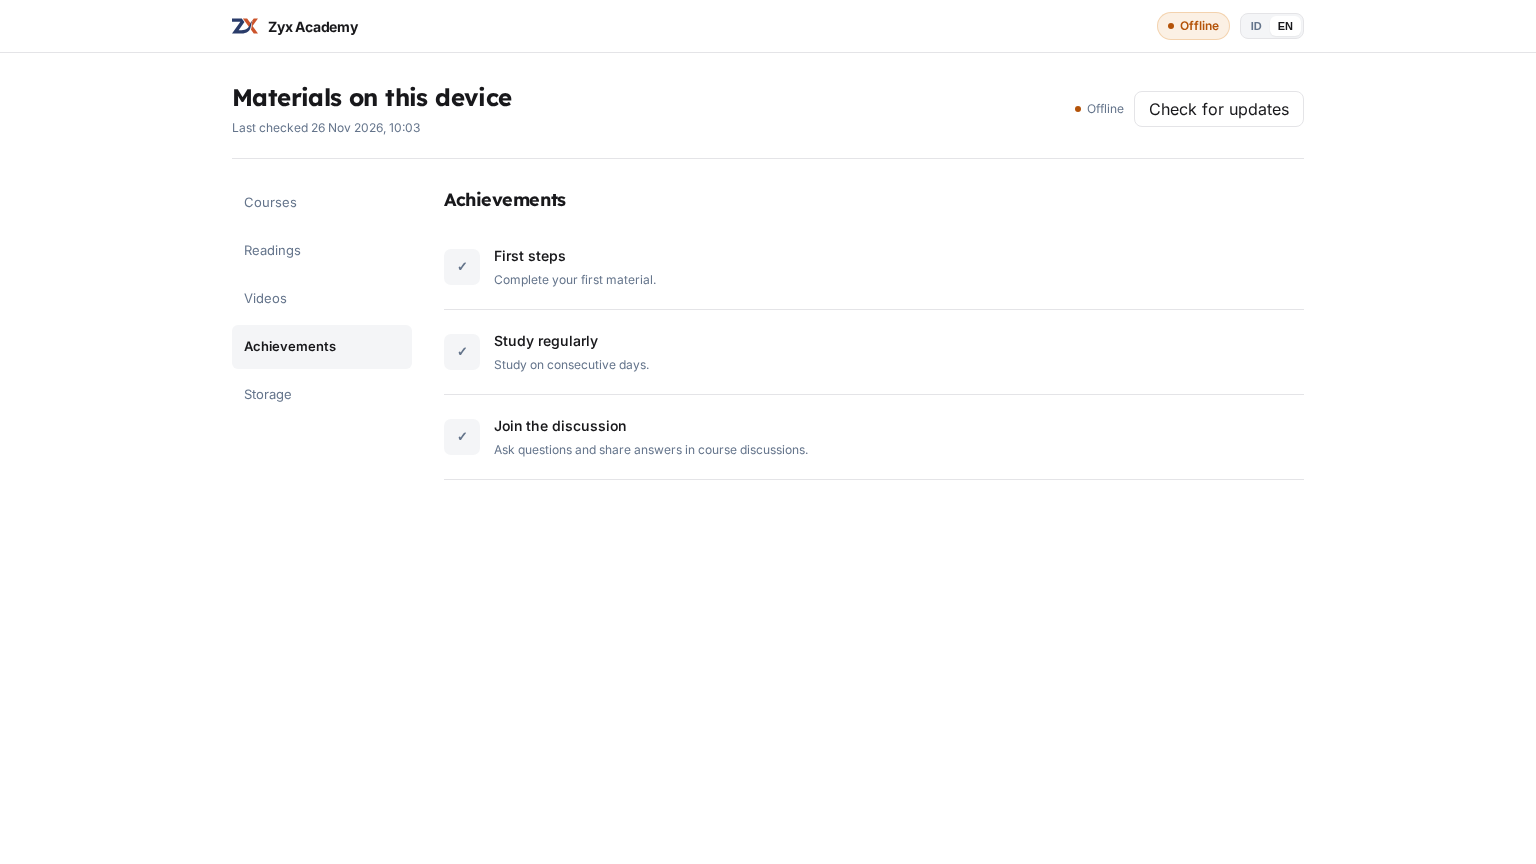 ZX Zyx Academy
Offline
ID EN
Materials on this device
Last checked 26 Nov 2026, 10:03
Offline
Check for updates
Courses
Readings
Videos
Achievements
Storage
Achievements
✓ First steps
Complete your first material.
✓ Study regularly
Study on consecutive days.
✓ Join the discussion
Ask questions and share answers in course discussions.